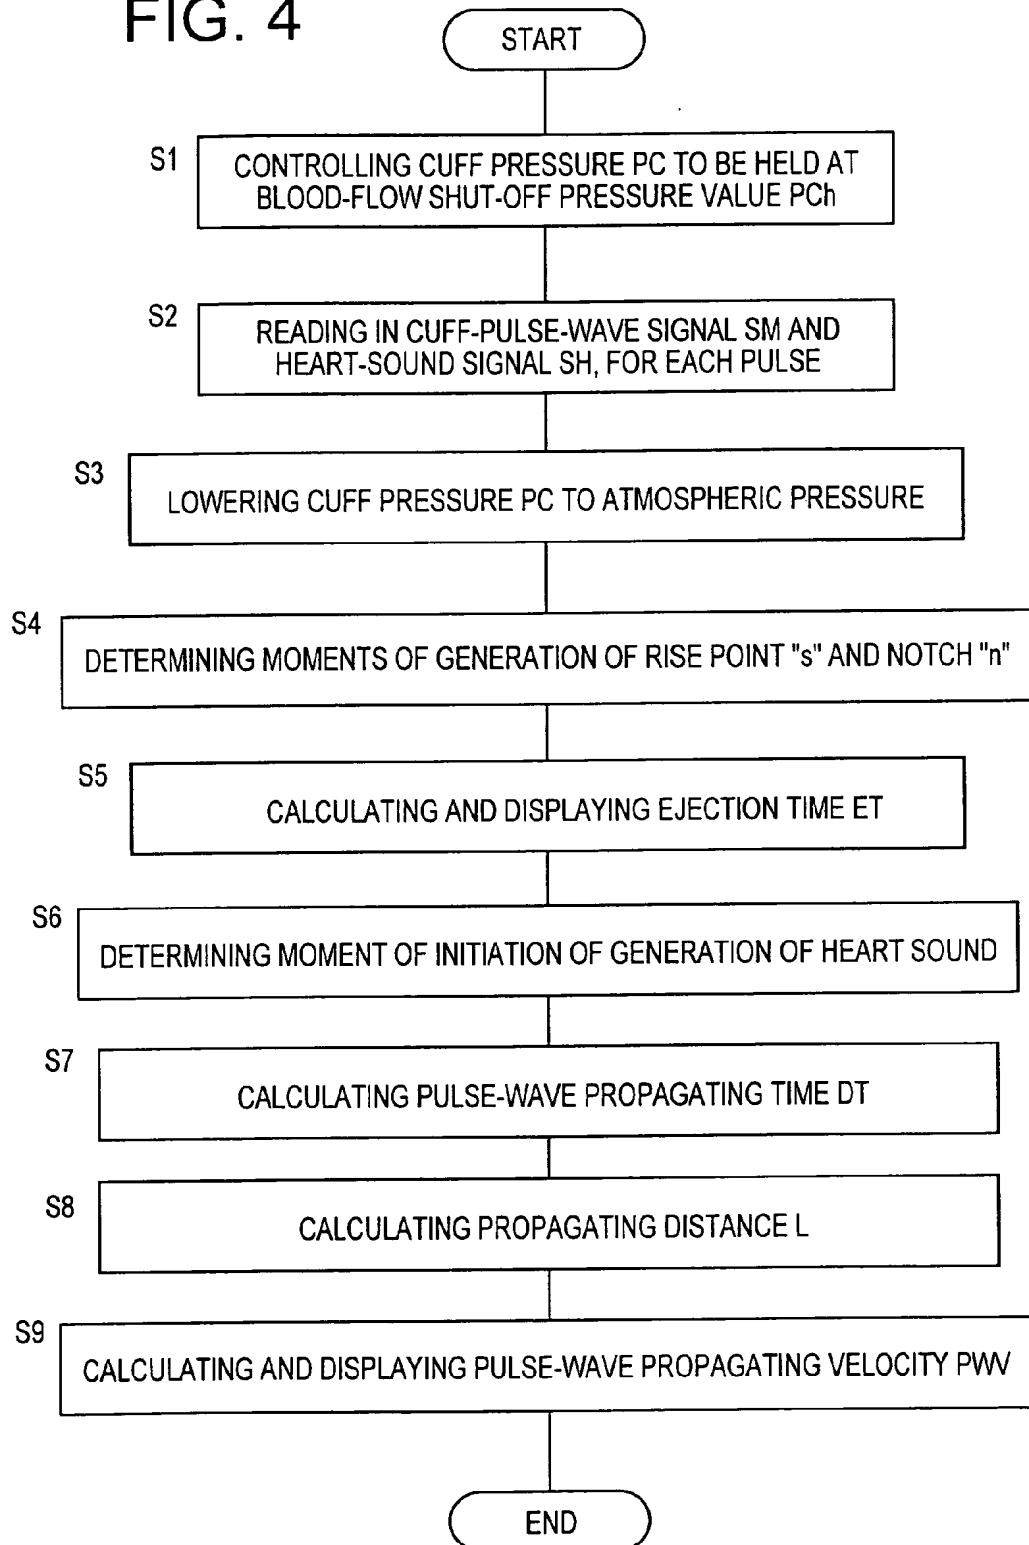 FIG. 4
START
S1
CONTROLLING CUFF PRESSURE PC TO BE HELD AT
BLOOD-FLOW SHUT-OFF PRESSURE VALUE PCh
S2
READING IN CUFF-PULSE-WAVE SIGNAL SM AND
HEART-SOUND SIGNAL SH, FOR EACH PULSE
S3
LOWERING CUFF PRESSURE PC TO ATMOSPHERIC PRESSURE
S4
DETERMINING MOMENTS OF GENERATION OF RISE POINT "s" AND NOTCH "n"
S5
CALCULATING AND DISPLAYING EJECTION TIME ET
S6
DETERMINING MOMENT OF INITIATION OF GENERATION OF HEART SOUND
S7
CALCULATING PULSE-WAVE PROPAGATING TIME DT
S8
CALCULATING PROPAGATING DISTANCE L
S9
CALCULATING AND DISPLAYING PULSE-WAVE PROPAGATING VELOCITY PWV
END